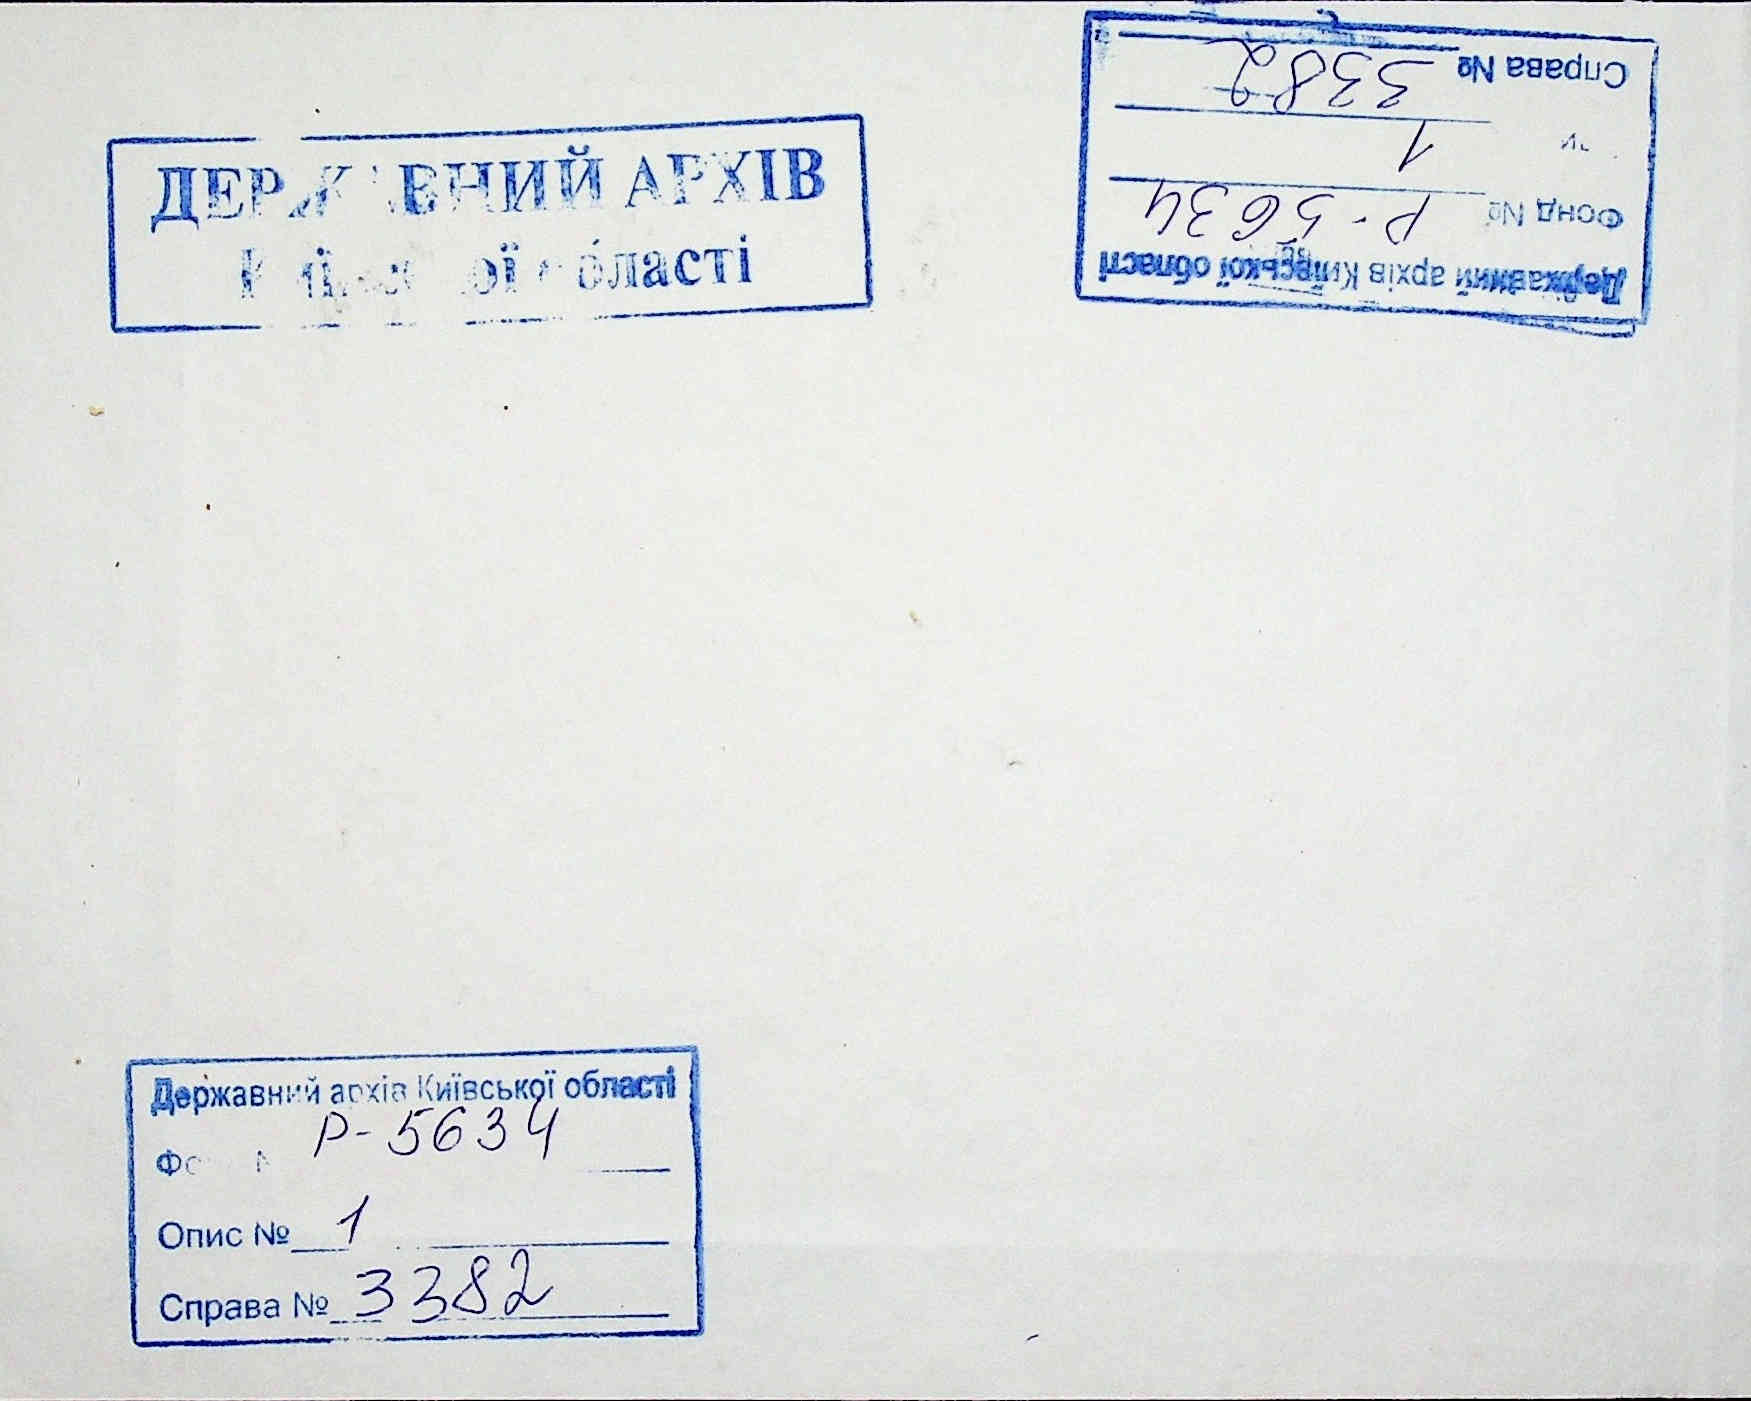 ДЕРЖАВНИЙ АРХІВ
Київської області
Державний архів Київської області
Фонд № Р-5634
1
Справа № 3382
Державний архів Київської області
Р-5634
Опис № 1
Справа № 3382